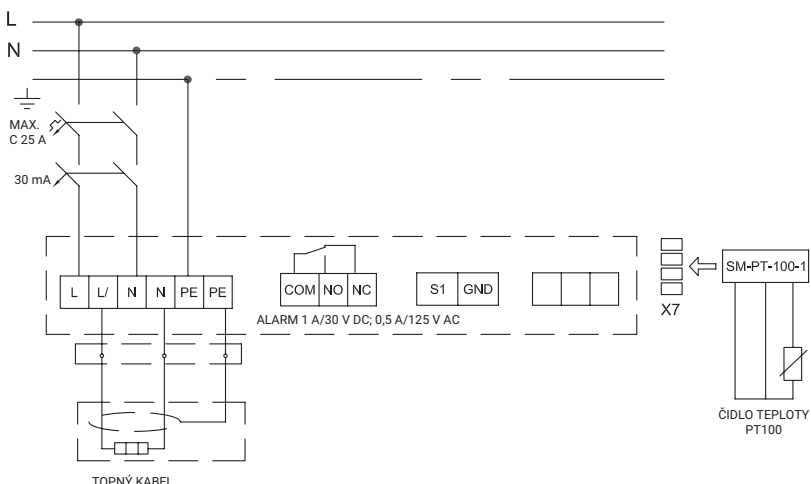 L
N
MAX.
C 25 A
30 mA
L L/ N N PE PE
COM NO NC
S1 GND
X7
SM-PT-100-1
ALARM 1 A/30 V DC; 0,5 A/125 V AC
ČIDLO TEPLOTY
PT100
TOPNÝ KABEL